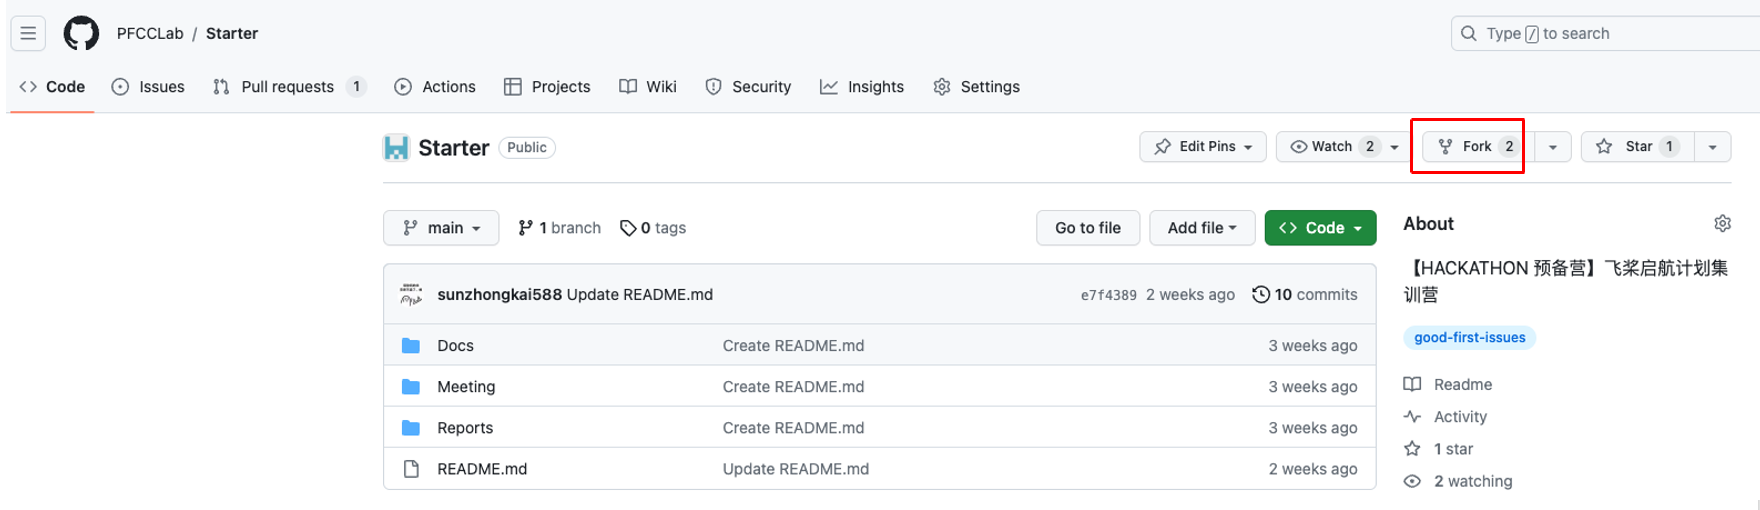 PFCCLab / Starter
Type / to search
Code Issues Pull requests 1 Actions Projects Wiki Security Insights Settings
Starter Public Edit Pins Watch 2 Fork 2 Star 1
main 1 branch 0 tags Go to file Add file Code
sunzhongkai588 Update README.md e7f4389 2 weeks ago 10 commits
Docs Create README.md 3 weeks ago
Meeting Create README.md 3 weeks ago
Reports Create README.md 3 weeks ago
README.md Update README.md 2 weeks ago
About
【HACKATHON 预备营】飞桨启航计划集
训营
good-first-issues
Readme
Activity
1 star
2 watching